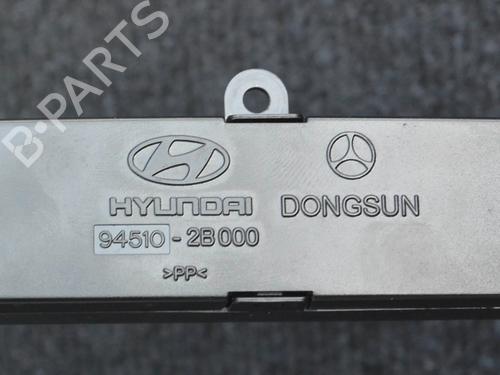 B-PARTS
HYUNDAI DONGSUN
94510-2B000
>PP<